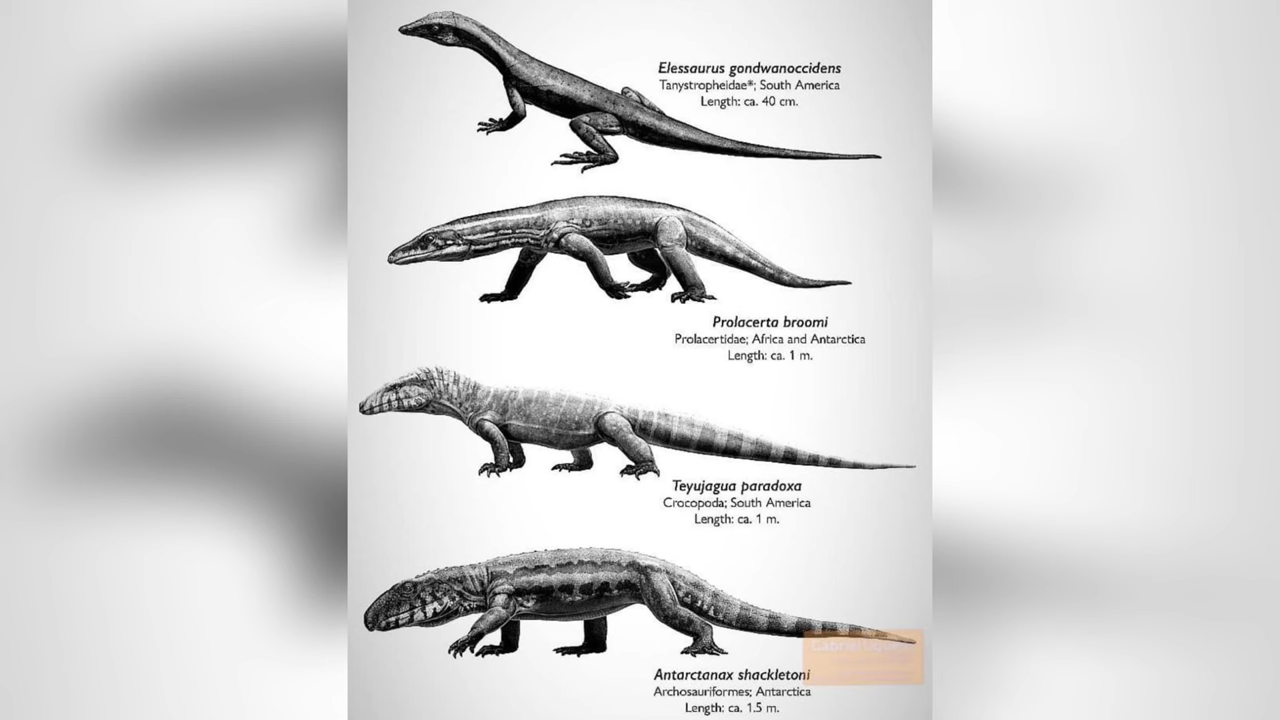 Elessaurus gondwanoccidens
Tanystropheidae*; South America
Length: ca. 40 cm.
Prolacerta broomi
Prolacertidae; Africa and Antarctica
Length: ca. 1 m.
Teyujagua paradoxa
Crocopoda; South America
Length: ca. 1 m.
Antarctanax shackletoni
Archosauriformes; Antarctica
Length: ca. 1.5 m.